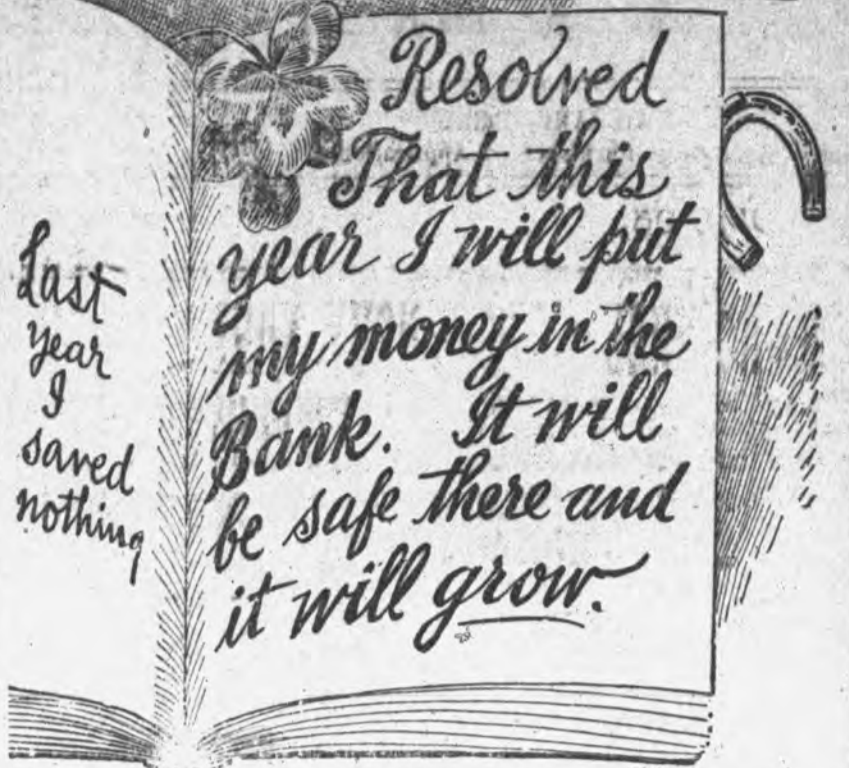 Last
year
I
saved
nothing
Resolved
That this
year I will put
my money in the
Bank. It will
be safe there and
it will grow.